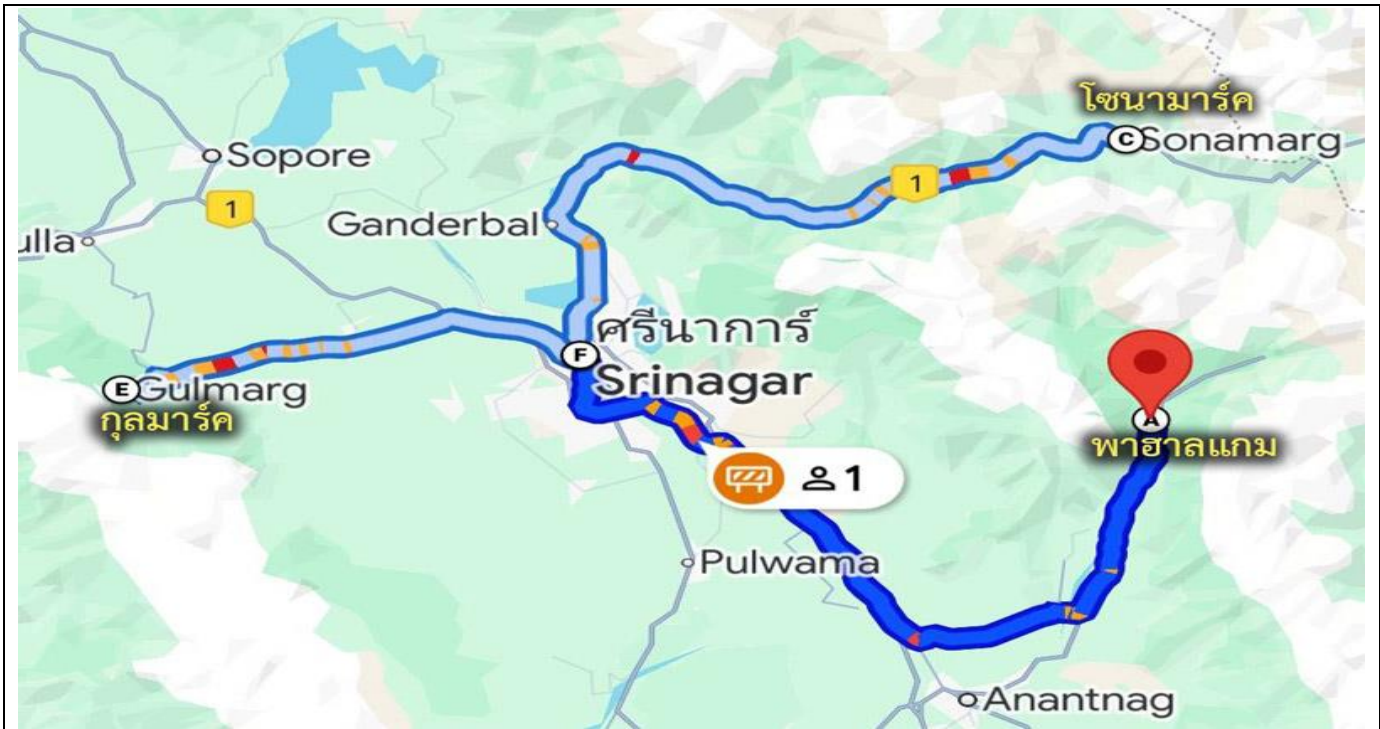 โซนามาร์ค
C Sonamarg
Sopore
1
1
Ganderbal
ulla
ศรีนาการ์
F
Srinagar
E Gulmarg
กุลมาร์ค
A
พาฮาลแกม
1
Pulwama
Anantnag